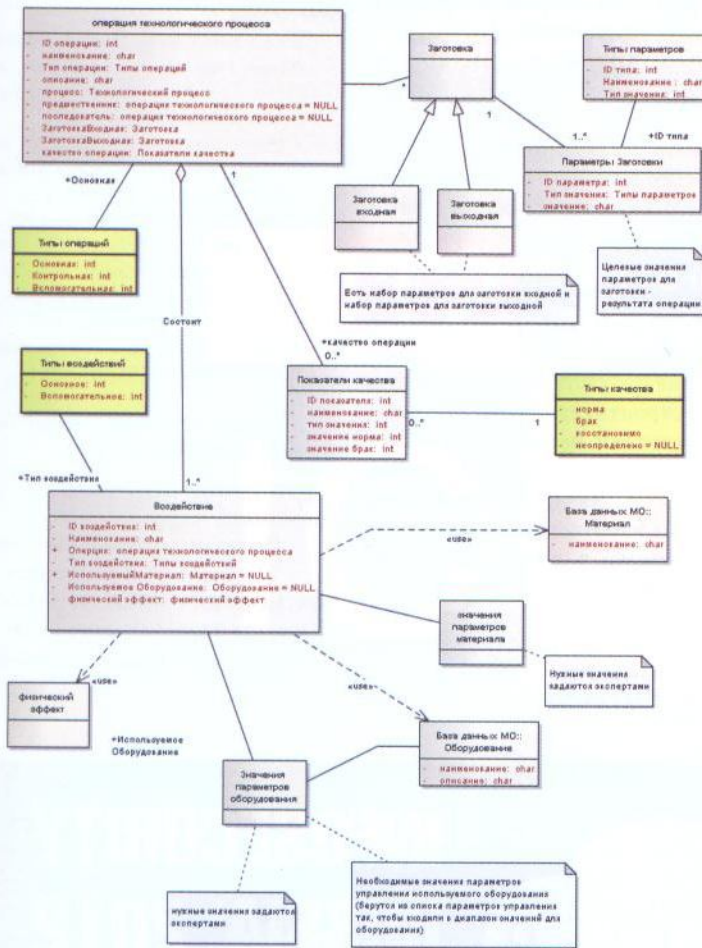 операция технологического процесса
- ID операции: int
- наименование: char
- Тип операции: Типы операций
- описание: char
- процесс: Технологический процесс
- предшественник: операция технологического процесса = NULL
- последователь: операция технологического процесса = NULL
- ЗаготовкаВходная: Заготовка
- ЗаготовкаВыходная: Заготовка
- качество операции: Показатели качества
Заготовка
*
1
Типы параметров
- ID типа: int
- Наименование : char
- Тип значения: int
1..*
+ID типа
Параметры Заготовки
- ID параметра: int
- Тип значения: Типы параметров
- значение: char
+Основная
1
Заготовка
входная
Заготовка
выходная
Типы операций
- Основная: int
- Контрольная: int
- Вспомогательная: int
Есть набор параметров для заготовки входной и
набор параметров для заготовки выходной
Целевые значения
параметров для
заготовки -
результата операции
Состоит
+качество операции
0..*
Типы воздействий
- Основное: int
- Вспомогательное: int
Показатели качества
- ID показателя: int
- наименование: char
- тип значения: int
- значение норма: int
- значение брак: int
0..*
1
Типы качества
- норма
- брак
- восстановимо
- неопределено = NULL
+Тип воздействия
1..*
Воздействие
- ID воздействия: int
- Наименование: char
+ Оперция: операция технологического процесса
- Тип воздействия: Типы воздействий
+ ИспользуемыйМатериал: Материал = NULL
- Используемое Оборудование: Оборудование = NULL
- физический эффект: физический эффект
«use»
База данных МО::
Материал
- наименование: char
значения
параметров
материала
Нужные значения
задаются экспертами
«use»
«use»
физический
эффект
+Используемое
Оборудование
База данных МО::
Оборудование
- наименование: char
- описание: char
Значения
параметров
оборудования
нужные значения задаются
экспертами
Необходимые значения параметров
управления используемого оборудования
(берутся из списка параметров управления
так, чтобы входили в диапазон значений для
оборудования)